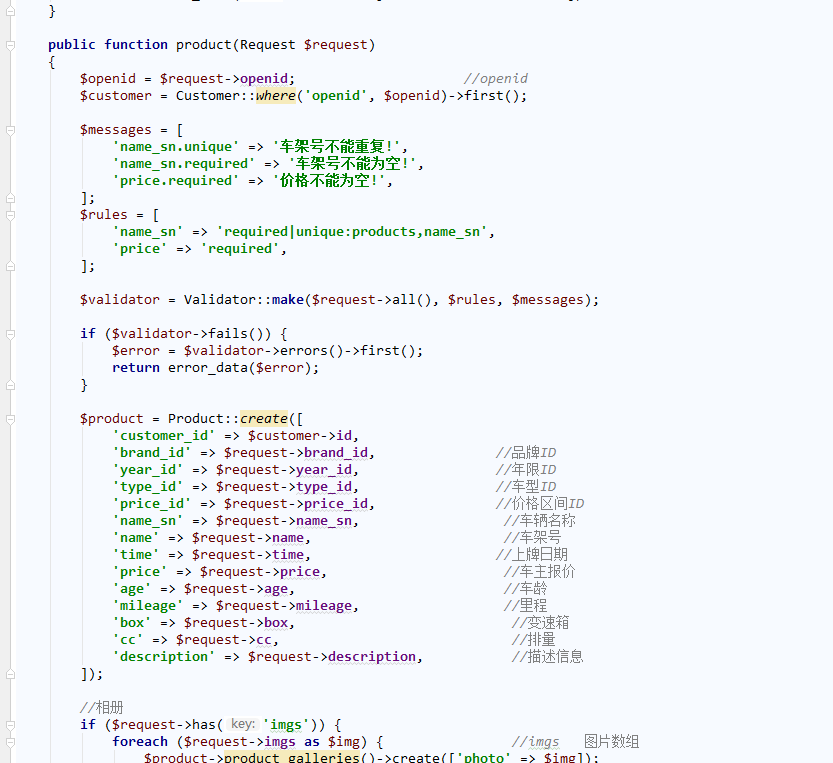 }
public function product(Request $request)
{
$openid = $request->openid; //openid
$customer = Customer::where('openid', $openid)->first();
$messages = [
'name_sn.unique' => '车架号不能重复!',
'name_sn.required' => '车架号不能为空!',
'price.required' => '价格不能为空!',
];
$rules = [
'name_sn' => 'required|unique:products,name_sn',
'price' => 'required',
];
$validator = Validator::make($request->all(), $rules, $messages);
if ($validator->fails()) {
$error = $validator->errors()->first();
return error_data($error);
}
$product = Product::create([
'customer_id' => $customer->id,
'brand_id' => $request->brand_id, //品牌ID
'year_id' => $request->year_id, //年限ID
'type_id' => $request->type_id, //车型ID
'price_id' => $request->price_id, //价格区间ID
'name_sn' => $request->name_sn, //车辆名称
'name' => $request->name, //车架号
'time' => $request->time, //上牌日期
'price' => $request->price, //车主报价
'age' => $request->age, //车龄
'mileage' => $request->mileage, //里程
'box' => $request->box, //变速箱
'cc' => $request->cc, //排量
'description' => $request->description, //描述信息
]);
//相册
if ($request->has( key: 'imgs')) {
foreach ($request->imgs as $img) { //imgs 图片数组
$product->product_galleries()->create(['photo' => $img]);